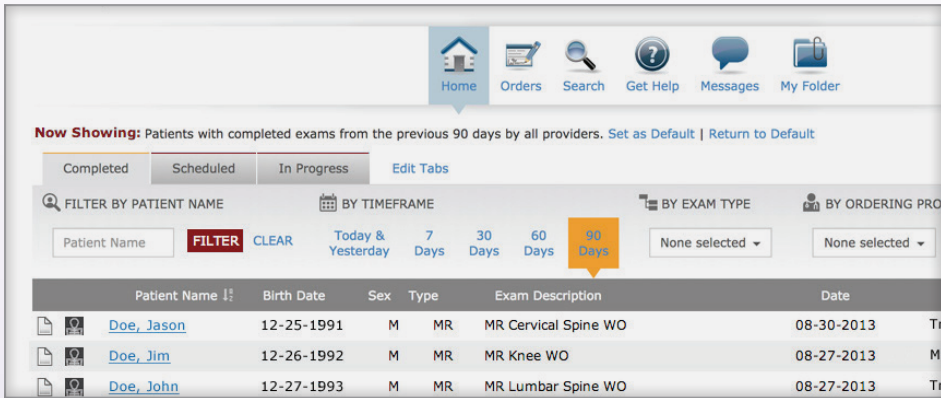 Home Orders Search Get Help Messages My Folder
Now Showing: Patients with completed exams from the previous 90 days by all providers. Set as Default | Return to Default
Completed Scheduled In Progress Edit Tabs
FILTER BY PATIENT NAME BY TIMEFRAME BY EXAM TYPE BY ORDERING PRO
Patient Name FILTER CLEAR Today & Yesterday 7 Days 30 Days 60 Days 90 Days None selected None selected
Patient Name Birth Date Sex Type Exam Description Date
Doe, Jason 12-25-1991 M MR MR Cervical Spine WO 08-30-2013 Tr
Doe, Jim 12-26-1992 M MR MR Knee WO 08-27-2013 M
Doe, John 12-27-1993 M MR MR Lumbar Spine WO 08-27-2013 Tr